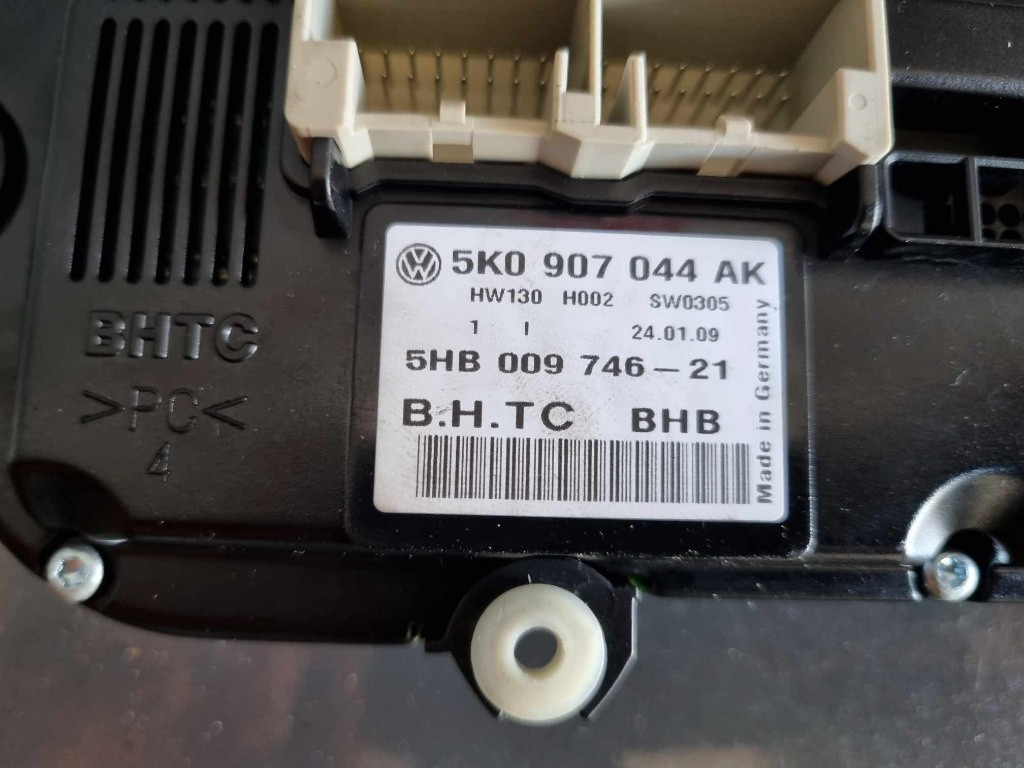 5K0 907 044 AK
HW130 H002 SW0305
1 I 24.01.09
5HB 009 746-21
B.H.TC BHB
Made in Germany
BHTC
>PC<
4